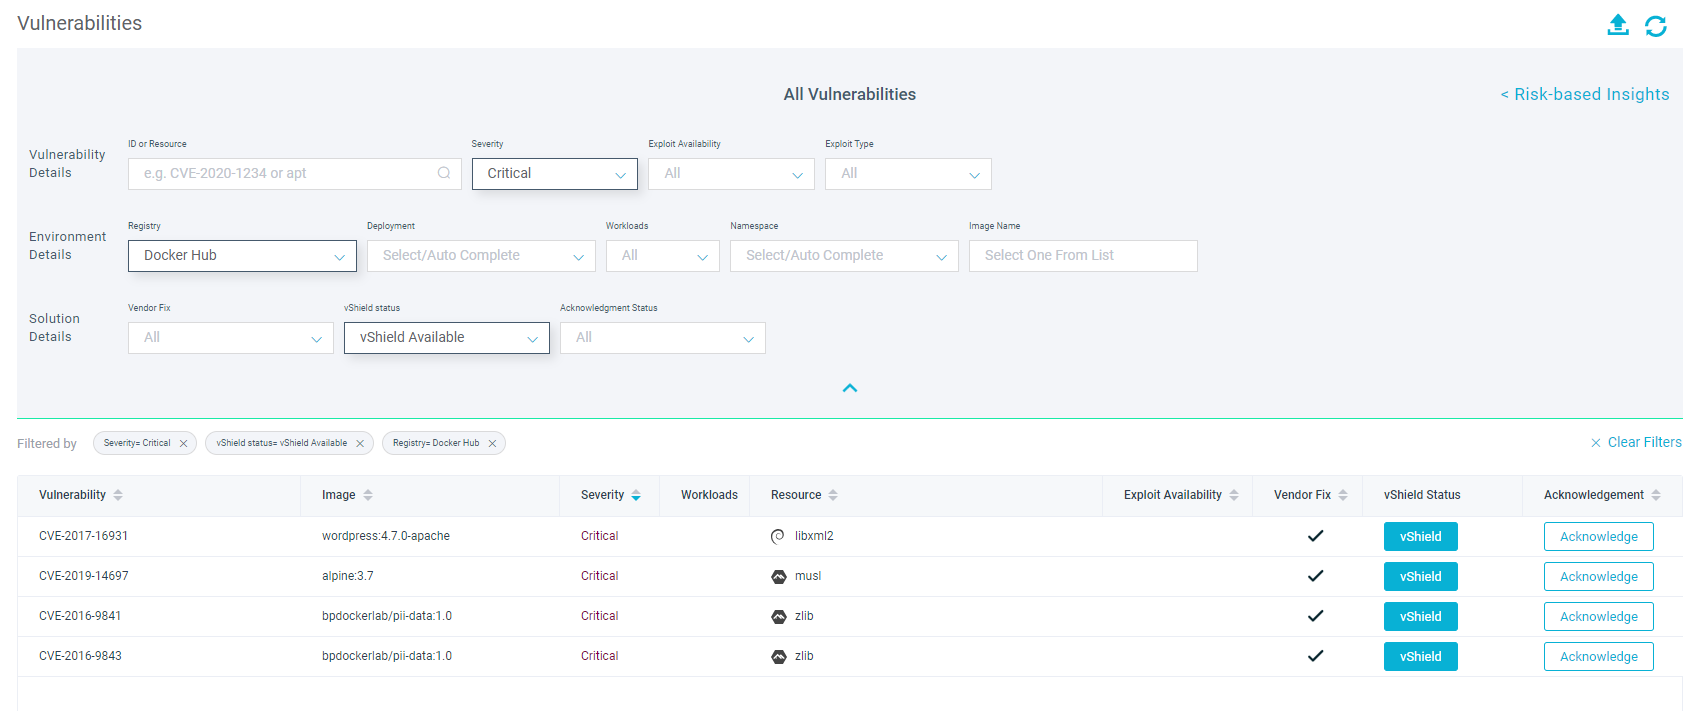 Vulnerabilities
All Vulnerabilities
< Risk-based Insights
Vulnerability Details
ID or Resource
Severity
Exploit Availability
Exploit Type
e.g. CVE-2020-1234 or apt
Critical
All
All
Environment Details
Registry
Deployment
Workloads
Namespace
Image Name
Docker Hub
Select/Auto Complete
All
Select/Auto Complete
Select One From List
Solution Details
Vendor Fix
vShield status
Acknowledgment Status
All
vShield Available
All
Filtered by
Severity= Critical ×
vShield status= vShield Available ×
Registry= Docker Hub ×
× Clear Filters
Vulnerability Image Severity Workloads Resource Exploit Availability Vendor Fix vShield Status Acknowledgement
CVE-2017-16931 wordpress:4.7.0-apache Critical libxml2 vShield Acknowledge
CVE-2019-14697 alpine:3.7 Critical musl vShield Acknowledge
CVE-2016-9841 bpdockerlab/pii-data:1.0 Critical zlib vShield Acknowledge
CVE-2016-9843 bpdockerlab/pii-data:1.0 Critical zlib vShield Acknowledge